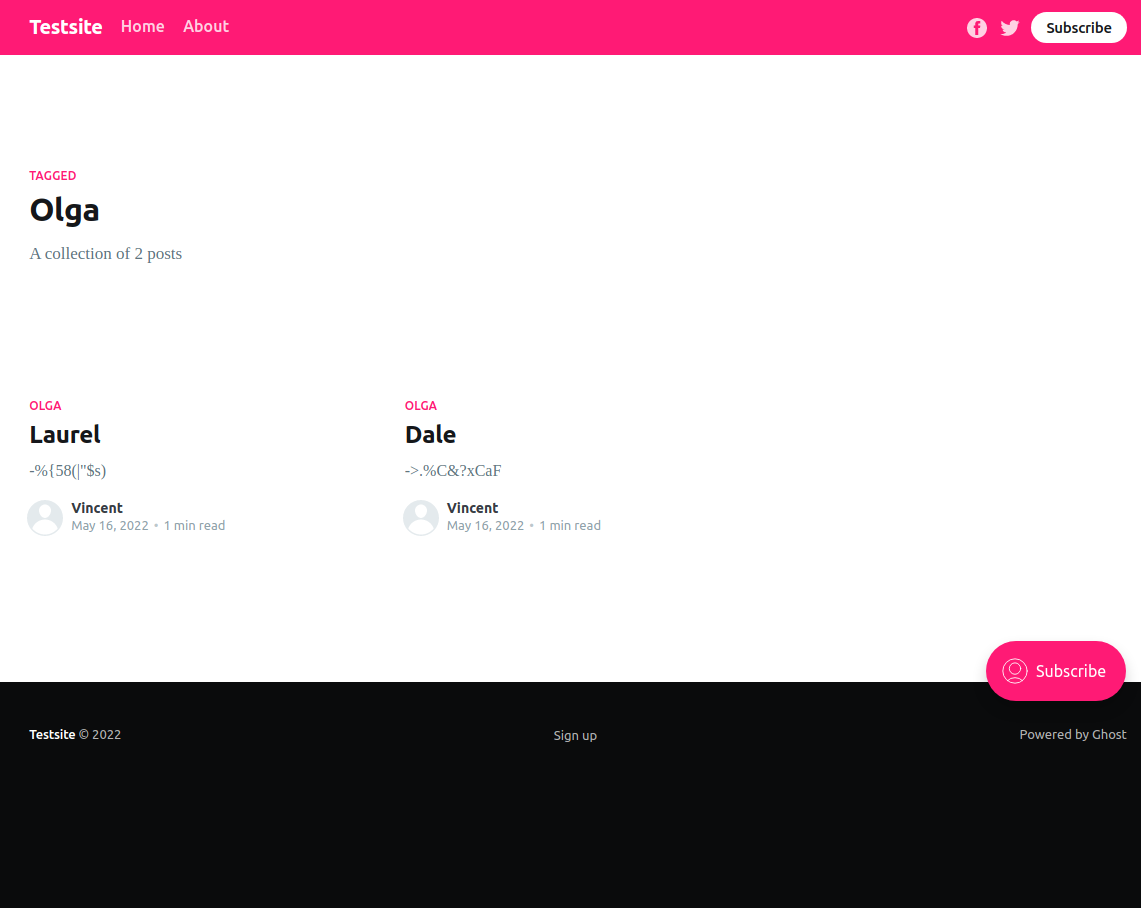 Testsite Home About Subscribe
TAGGED
Olga
A collection of 2 posts
OLGA
Laurel
-%{58(|"$s)
Vincent
May 16, 2022 • 1 min read
OLGA
Dale
->.%C&?xCaF
Vincent
May 16, 2022 • 1 min read
Subscribe
Testsite © 2022
Sign up
Powered by Ghost